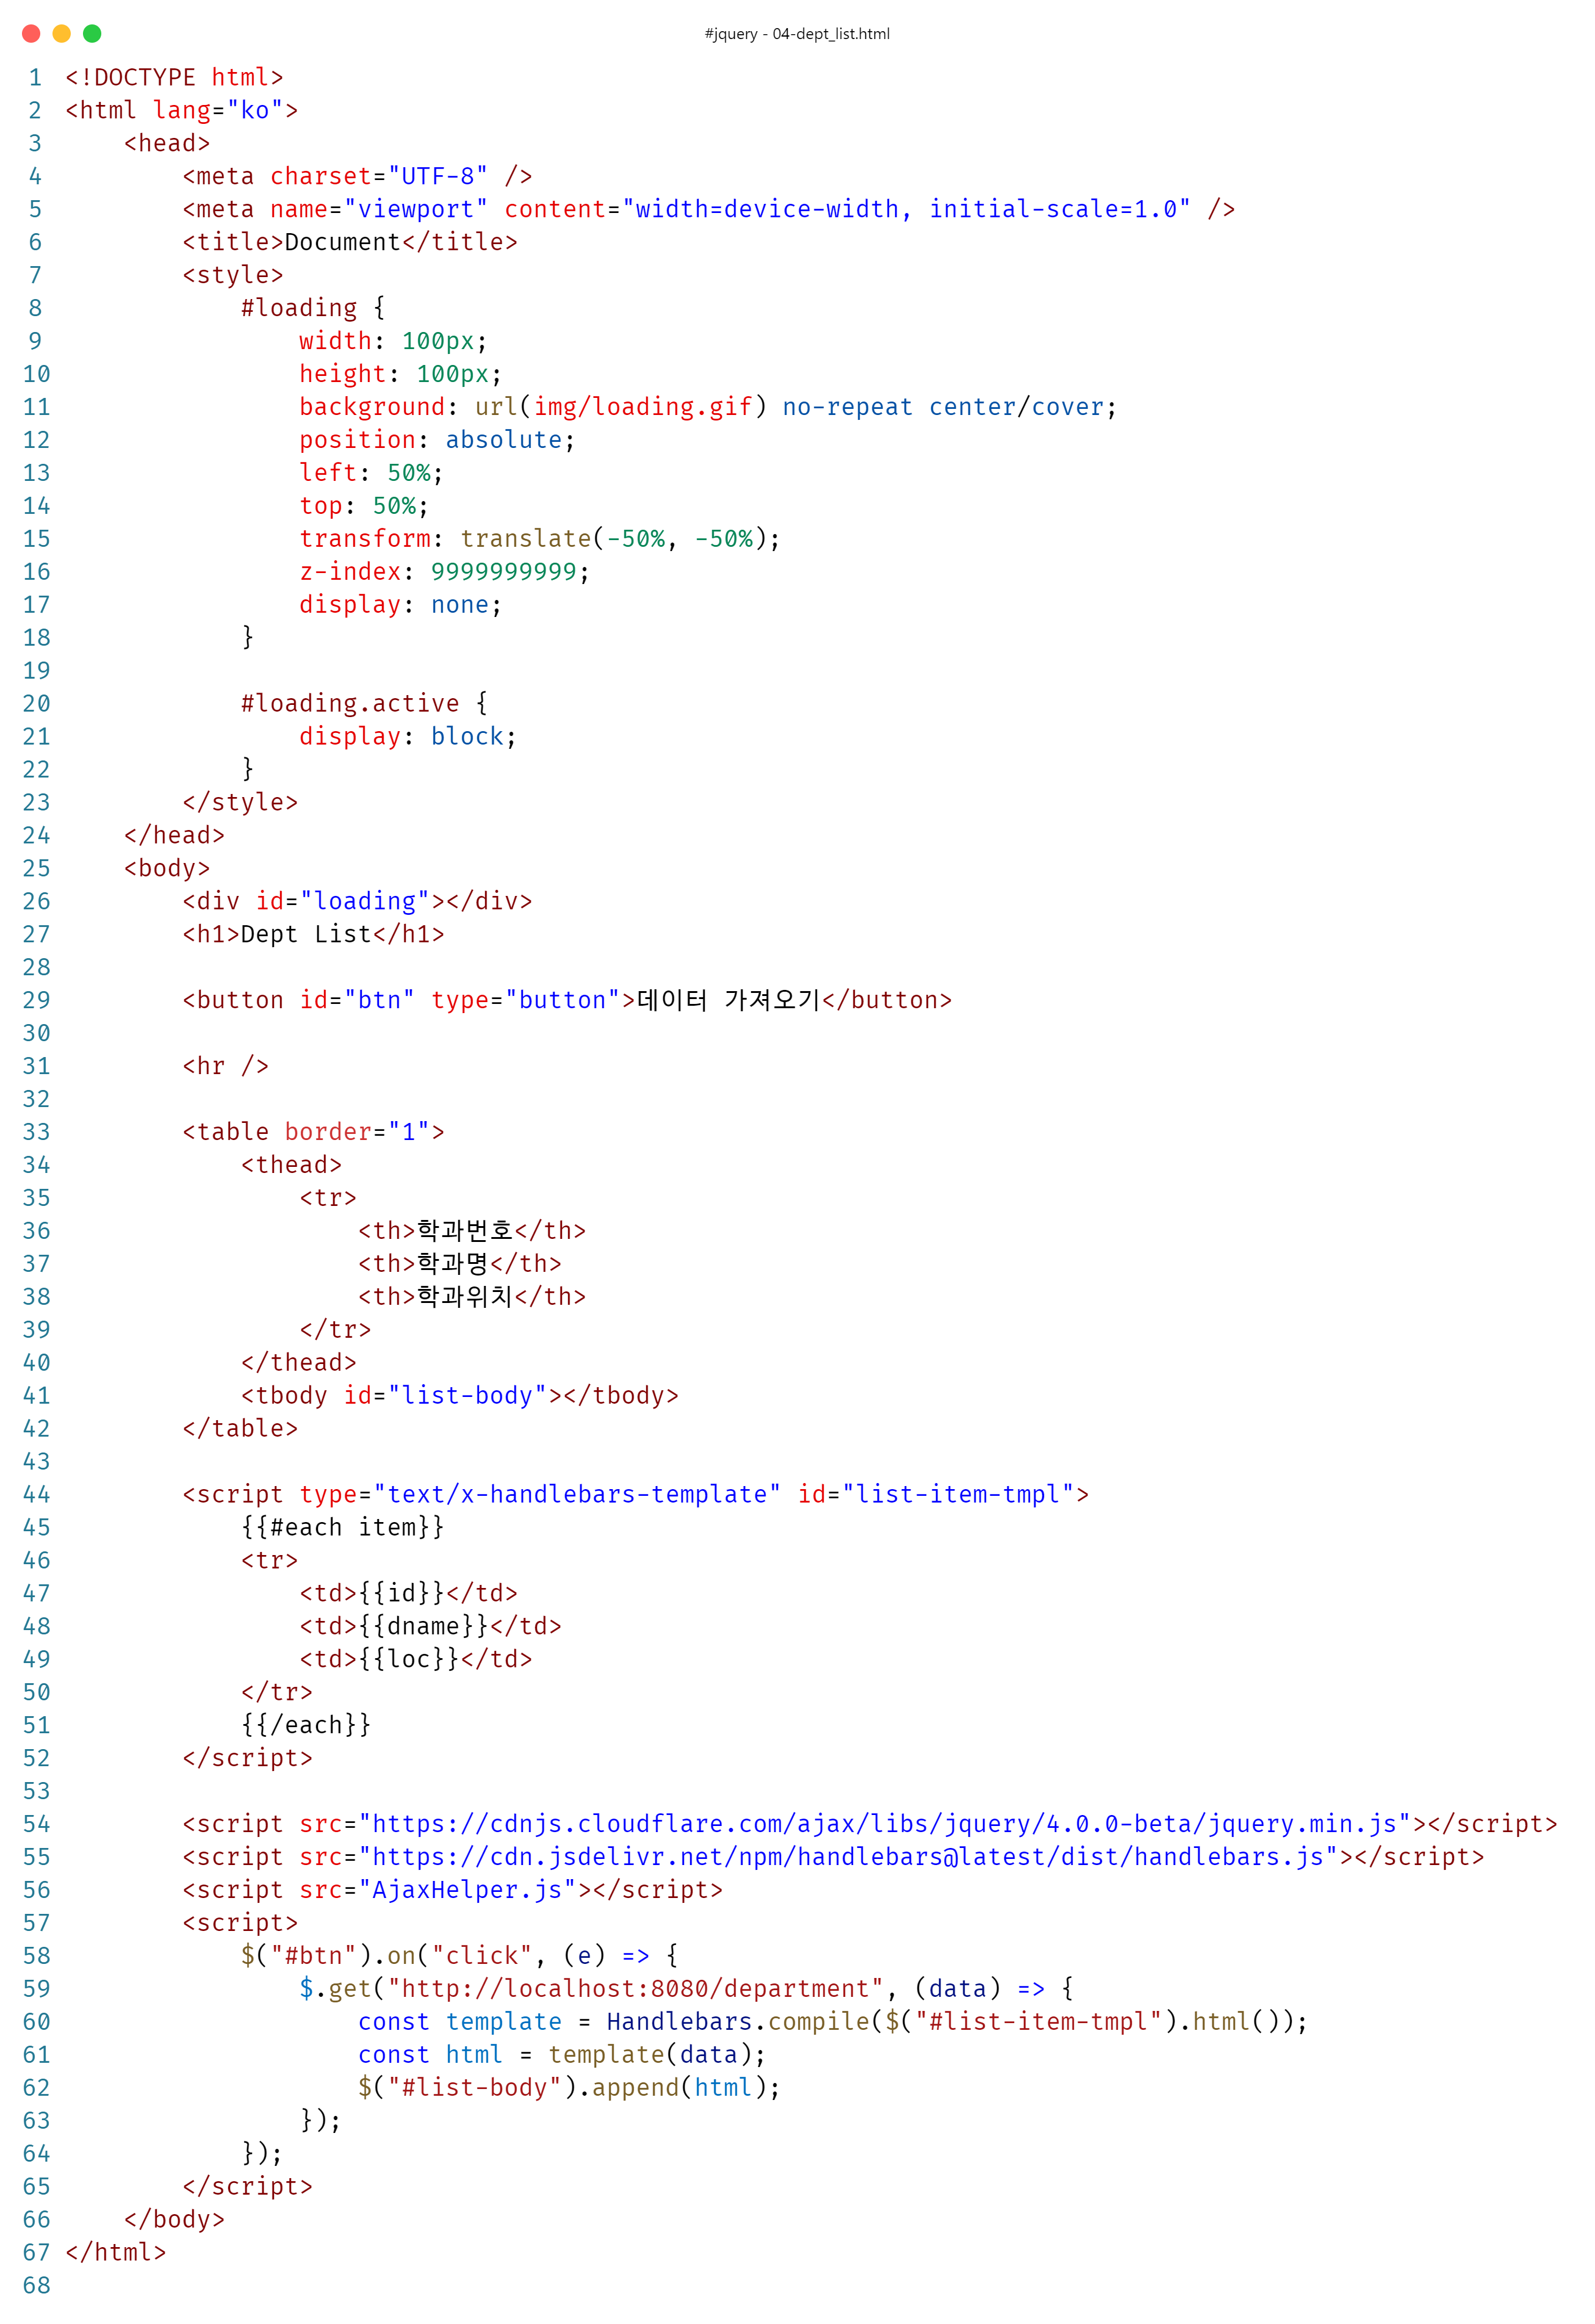 #jquery - 04-dept_list.html
1 <!DOCTYPE html>
2 <html lang="ko">
3     <head>
4         <meta charset="UTF-8" />
5         <meta name="viewport" content="width=device-width, initial-scale=1.0" />
6         <title>Document</title>
7         <style>
8             #loading {
9                 width: 100px;
10                 height: 100px;
11                 background: url(img/loading.gif) no-repeat center/cover;
12                 position: absolute;
13                 left: 50%;
14                 top: 50%;
15                 transform: translate(-50%, -50%);
16                 z-index: 9999999999;
17                 display: none;
18             }
19
20             #loading.active {
21                 display: block;
22             }
23         </style>
24     </head>
25     <body>
26         <div id="loading"></div>
27         <h1>Dept List</h1>
28
29         <button id="btn" type="button">데이터 가져오기</button>
30
31         <hr />
32
33         <table border="1">
34             <thead>
35                 <tr>
36                     <th>학과번호</th>
37                     <th>학과명</th>
38                     <th>학과위치</th>
39                 </tr>
40             </thead>
41             <tbody id="list-body"></tbody>
42         </table>
43
44         <script type="text/x-handlebars-template" id="list-item-tmpl">
45             {{#each item}}
46             <tr>
47                 <td>{{id}}</td>
48                 <td>{{dname}}</td>
49                 <td>{{loc}}</td>
50             </tr>
51             {{/each}}
52         </script>
53
54         <script src="https://cdnjs.cloudflare.com/ajax/libs/jquery/4.0.0-beta/jquery.min.js"></script>
55         <script src="https://cdn.jsdelivr.net/npm/handlebars@latest/dist/handlebars.js"></script>
56         <script src="AjaxHelper.js"></script>
57         <script>
58             $("#btn").on("click", (e) => {
59                 $.get("http://localhost:8080/department", (data) => {
60                     const template = Handlebars.compile($("#list-item-tmpl").html());
61                     const html = template(data);
62                     $("#list-body").append(html);
63                 });
64             });
65         </script>
66     </body>
67 </html>
68